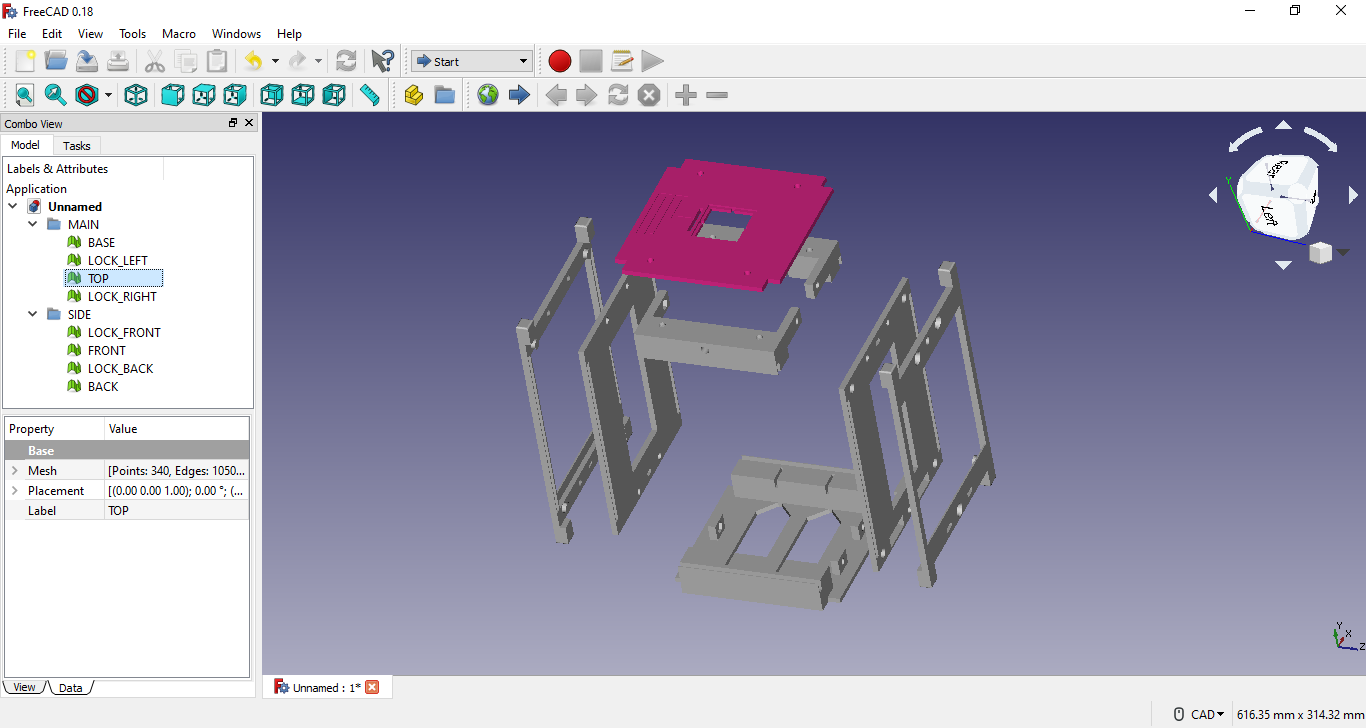 FreeCAD 0.18
File Edit View Tools Macro Windows Help
Start
Combo View
Model Tasks
Labels & Attributes
Application
Unnamed
MAIN
BASE
LOCK_LEFT
TOP
LOCK_RIGHT
SIDE
LOCK_FRONT
FRONT
LOCK_BACK
BACK
Property Value
Base
Mesh [Points: 340, Edges: 1050...
Placement [(0.00 0.00 1.00); 0.00 °; (...
Label TOP
View Data
Y
Left
Y
X
Z
Unnamed : 1*
CAD
616.35 mm x 314.32 mm